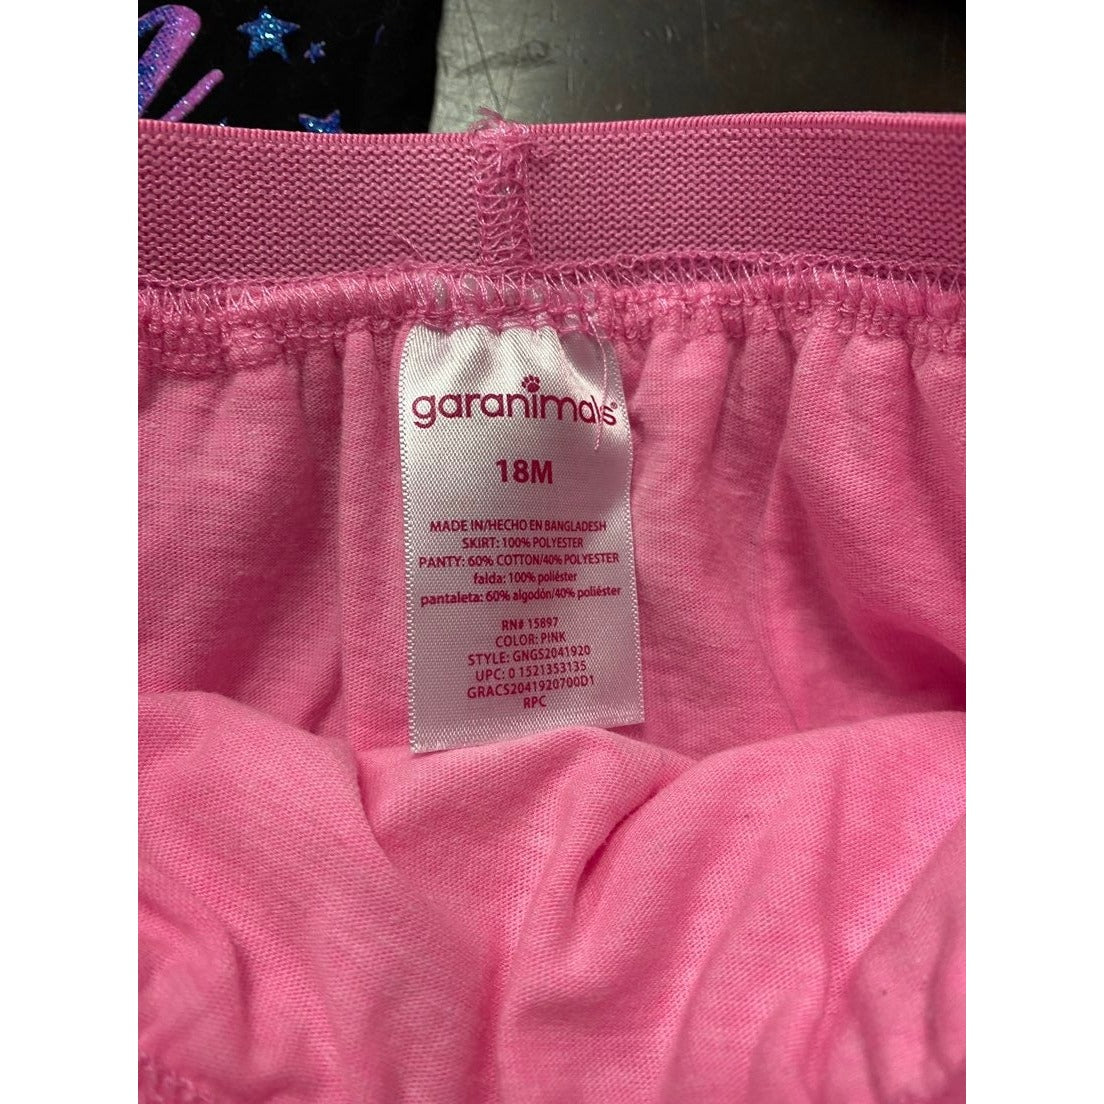 garanimals®
18M
MADE IN/HECHO EN BANGLADESH
SKIRT: 100% POLYESTER
PANTY: 60% COTTON/40% POLYESTER
falda: 100% poliéster
pantaleta: 60% algodón/40% poliéster
RN# 15897
COLOR: PINK
STYLE: GNGS2041920
UPC: 0 1521353135
GRACS2041920700D1
RPC